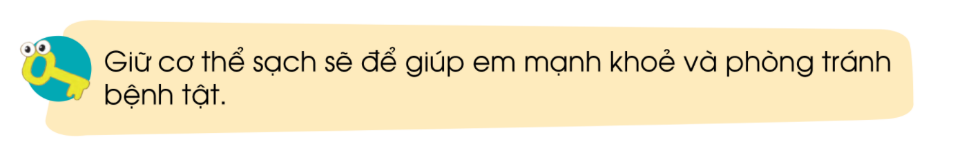 Giữ cơ thể sạch sẽ để giúp em mạnh khoẻ và phòng tránh
bệnh tật.